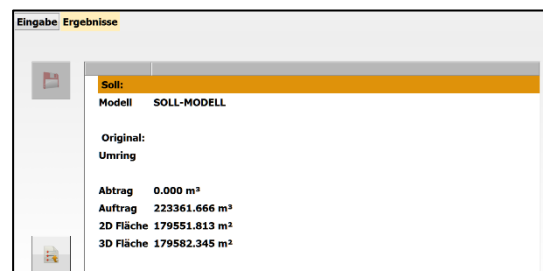 Eingabe Ergebnisse
Soll:
Modell SOLL-MODELL
Original:
Umring
Abtrag 0.000 m³
Auftrag 223361.666 m³
2D Fläche 179551.813 m²
3D Fläche 179582.345 m²